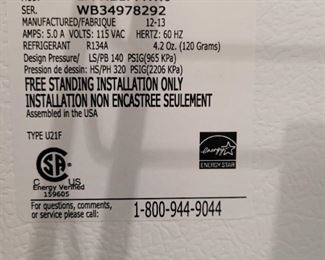 SER. WB34978292
MANUFACTURED/FABRIQUE 12-13
AMPS: 5.0 A VOLTS: 115 VAC HERTZ: 60 HZ
REFRIGERANT R134A 4.2 Oz. (120 Grams)
Design Pressure/ LS/PB 140 PSIG(965 KPa)
Pression de dessin: HS/PH 320 PSIG(2206 KPa)
FREE STANDING INSTALLATION ONLY
INSTALLATION NON ENCASTREE SEULEMENT
Assembled in the USA
TYPE U21F
SA
C US
Energy Verified
159605
energy
ENERGY STAR
For questions, comments,
or service please call: 1-800-944-9044